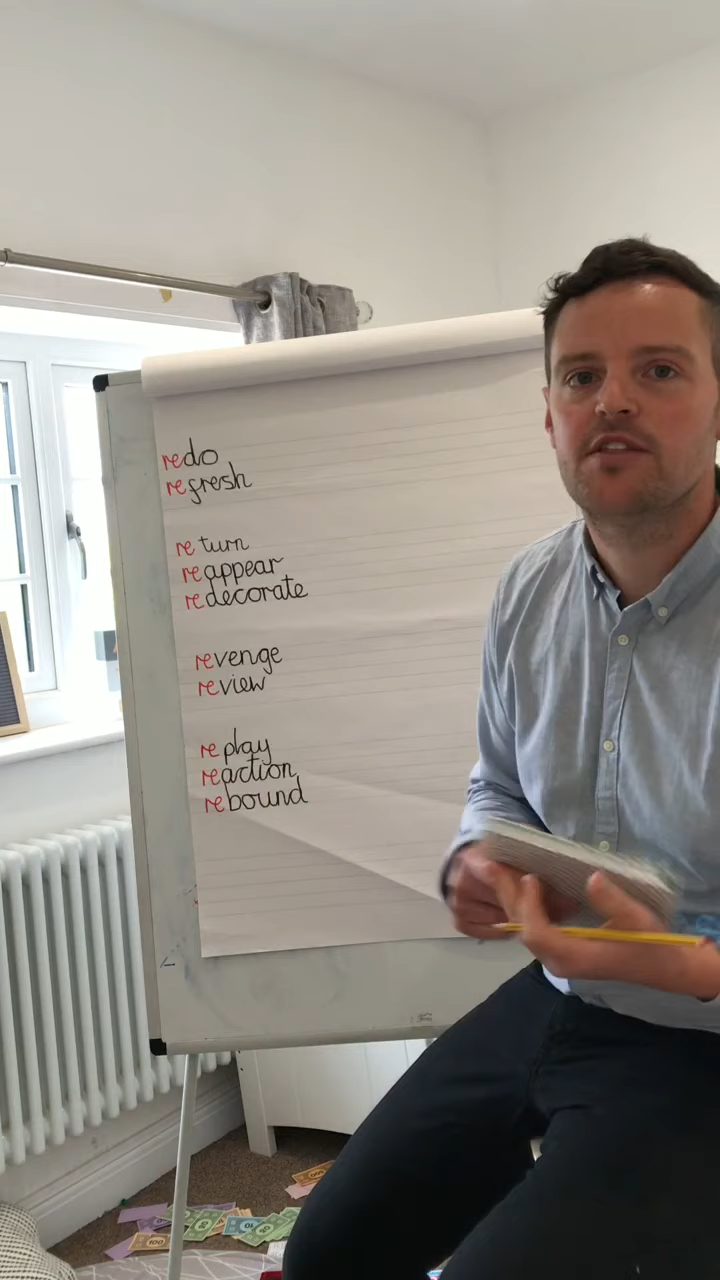 redo
refresh
return
reappear
redecorate
revenge
review
replay
reaction
rebound